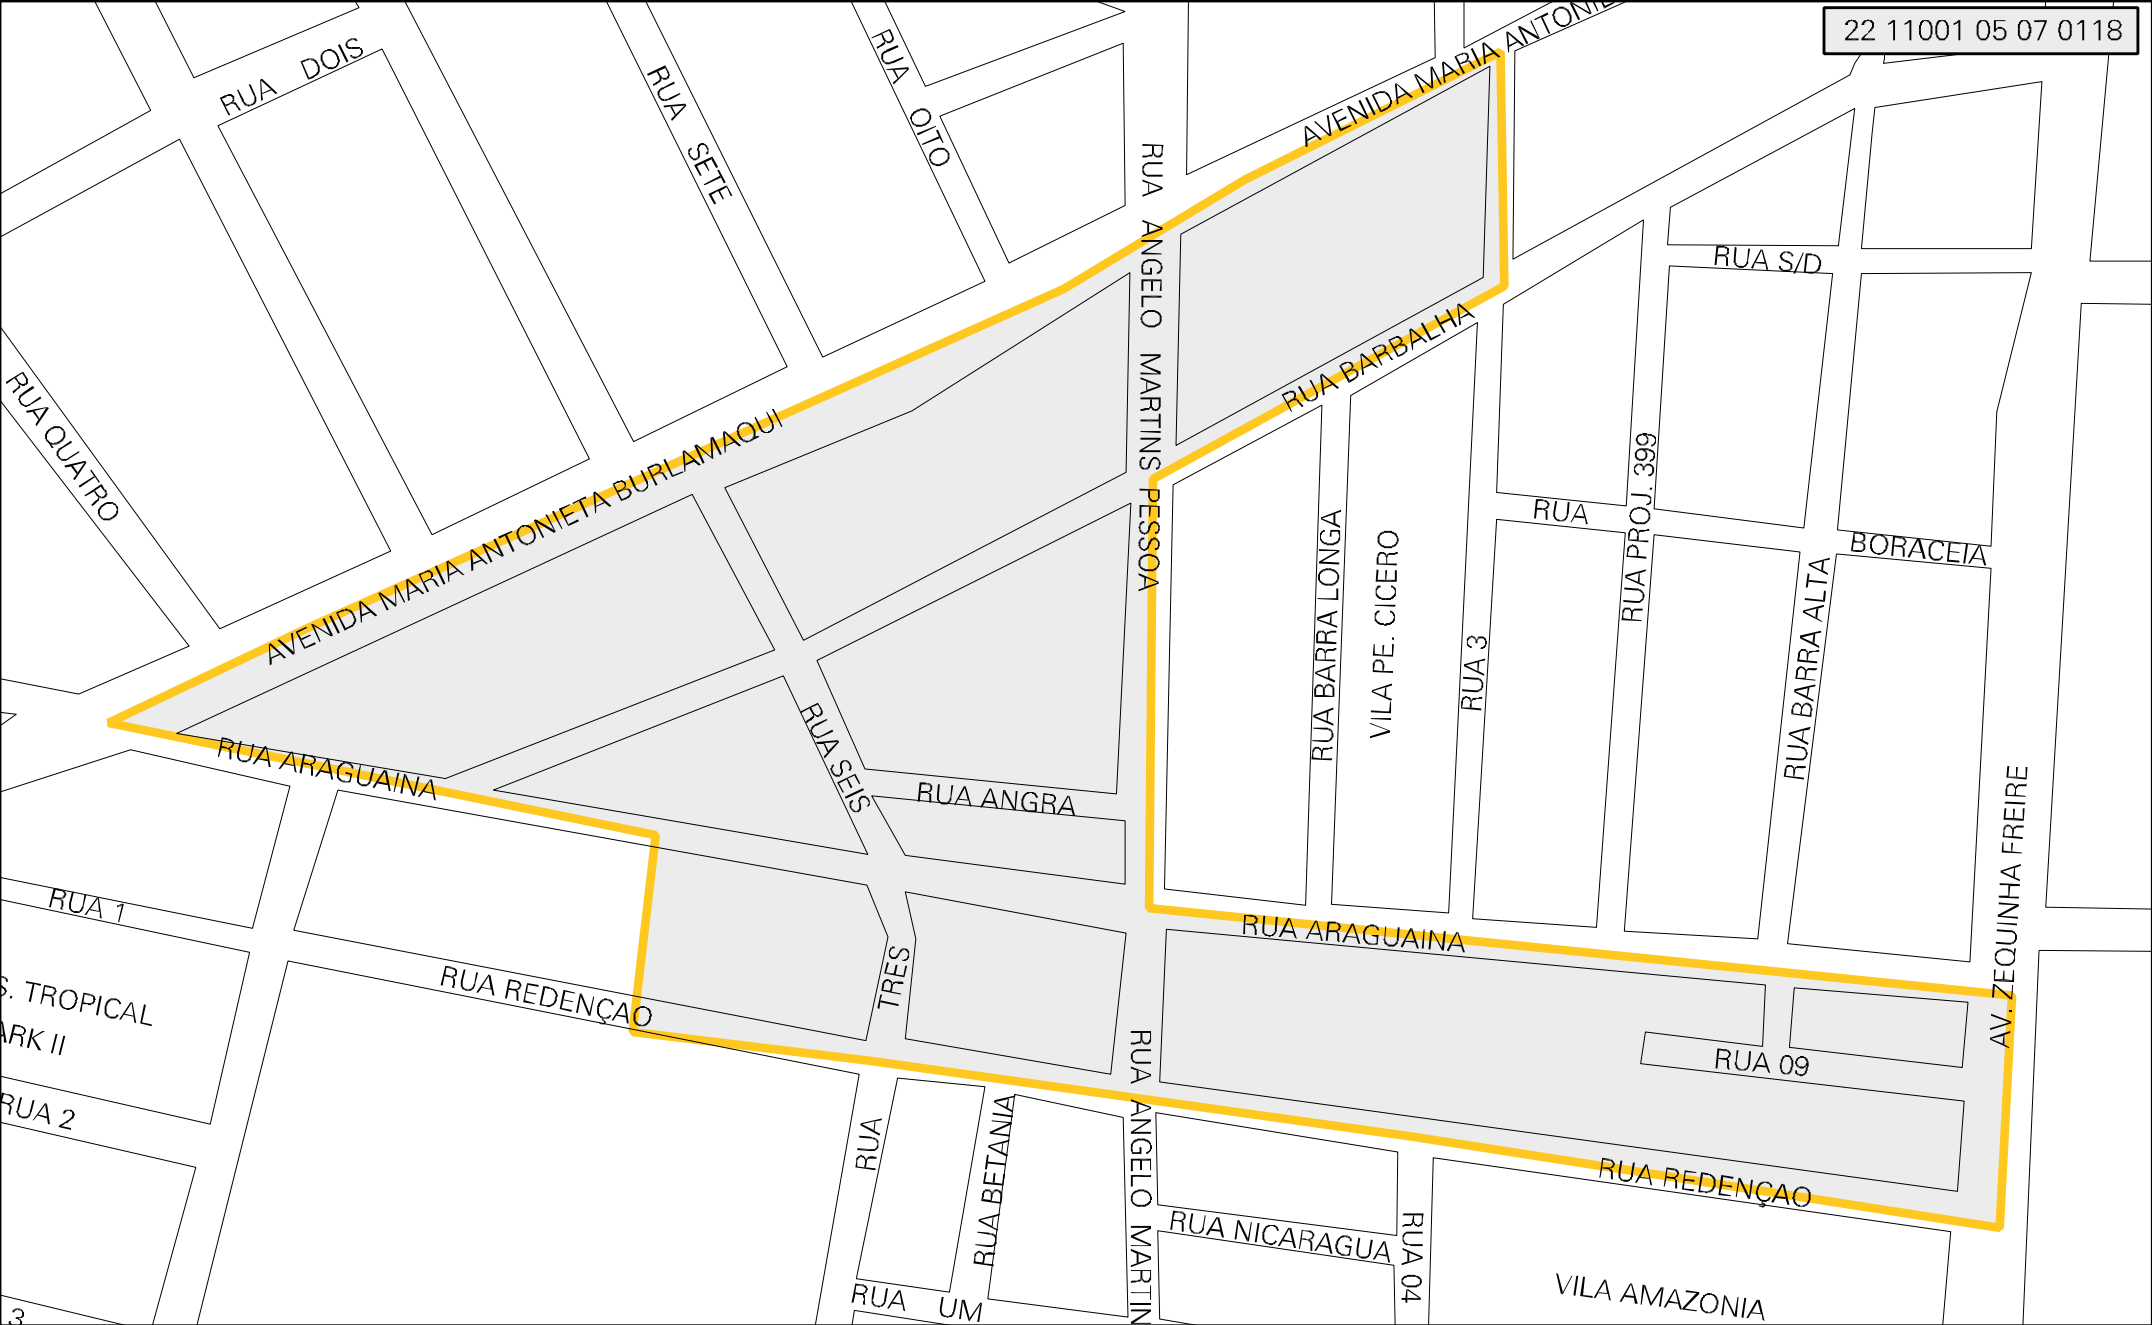 22 11001 05 07 0118
RUA DOIS
RUA SETE
RUA OITO
AVENIDA MARIA
RUA ANGELO MARTINS PESSOA
RUA S/D
RUA BARBALHA
RUA QUATRO
AVENIDA MARIA ANTONIETA BURLAMAQUI
RUA PROJ. 399
RUA BORACEIA
RUA BARRA LONGA
VILA PE. CICERO
RUA 3
RUA BARRA ALTA
RUA ARAGUAINA
RUA SEIS
RUA ANGRA
AV. ZEQUINHA FREIRE
RUA 1
RUA ARAGUAINA
S. TROPICAL
ARK II
RUA REDENÇAO
RUA TRES
RUA 09
RUA 2
RUA BETANIA
RUA ANGELO MARTIN
RUA REDENÇAO
RUA NICARAGUA
RUA 04
RUA UM
VILA AMAZONIA
3